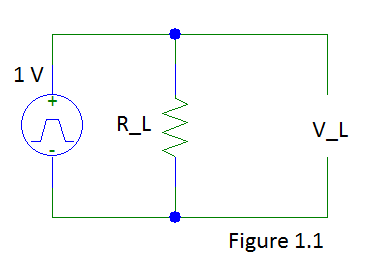 1 V
+
-
R_L
V_L
Figure 1.1